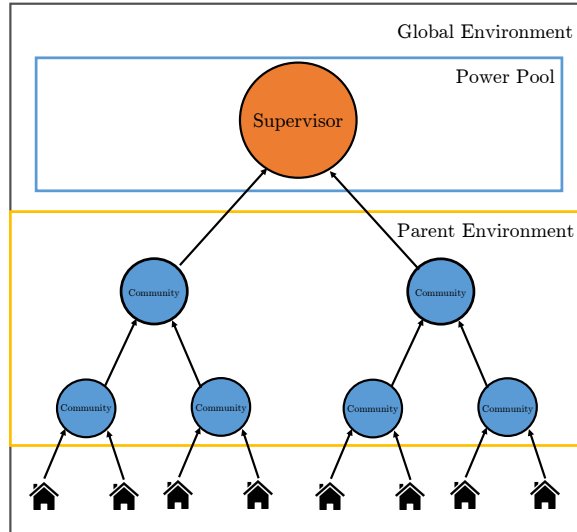 Global Environment
Power Pool
Supervisor
Parent Environment
Community
Community
Community
Community
Community
Community